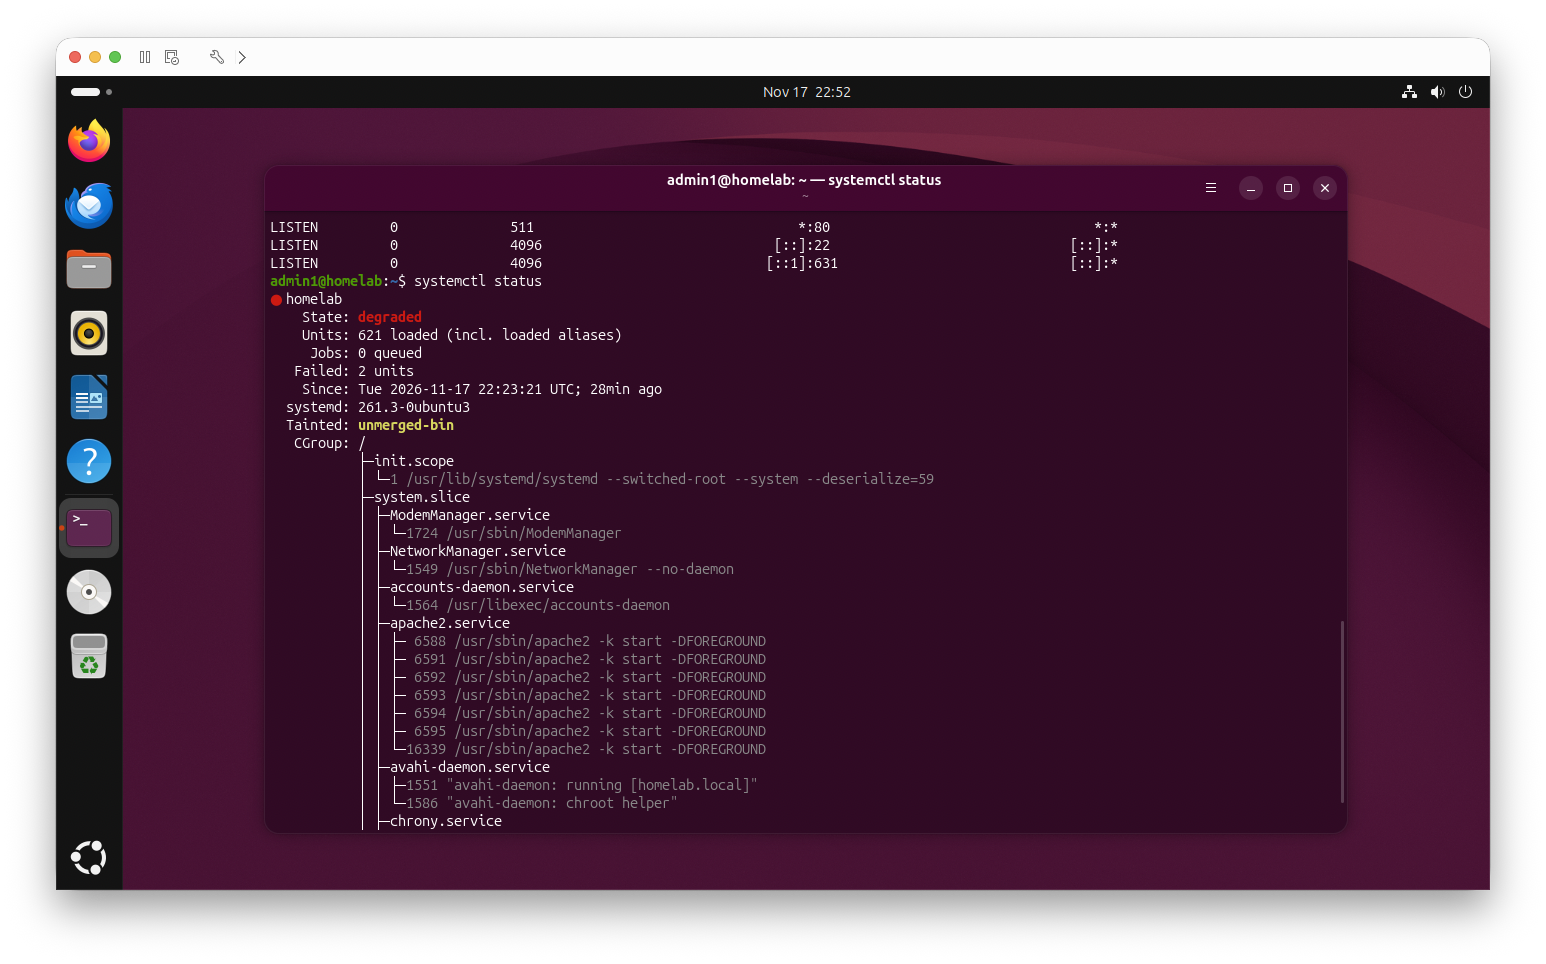 Nov 17 22:52
admin1@homelab: ~ — systemctl status
~
LISTEN 0 511 *:80 *:*
LISTEN 0 4096 [::]:22 [::]:*
LISTEN 0 4096 [::1]:631 [::]:*
admin1@homelab:~$ systemctl status
● homelab
State: degraded
Units: 621 loaded (incl. loaded aliases)
Jobs: 0 queued
Failed: 2 units
Since: Tue 2026-11-17 22:23:21 UTC; 28min ago
systemd: 261.3-0ubuntu3
Tainted: unmerged-bin
CGroup: /
├─init.scope
│ └─1 /usr/lib/systemd/systemd --switched-root --system --deserialize=59
├─system.slice
│ ├─ModemManager.service
│ │ └─1724 /usr/sbin/ModemManager
│ ├─NetworkManager.service
│ │ └─1549 /usr/sbin/NetworkManager --no-daemon
│ ├─accounts-daemon.service
│ │ └─1564 /usr/libexec/accounts-daemon
│ ├─apache2.service
│ │ ├─ 6588 /usr/sbin/apache2 -k start -DFOREGROUND
│ │ ├─ 6591 /usr/sbin/apache2 -k start -DFOREGROUND
│ │ ├─ 6592 /usr/sbin/apache2 -k start -DFOREGROUND
│ │ ├─ 6593 /usr/sbin/apache2 -k start -DFOREGROUND
│ │ ├─ 6594 /usr/sbin/apache2 -k start -DFOREGROUND
│ │ ├─ 6595 /usr/sbin/apache2 -k start -DFOREGROUND
│ │ └─16339 /usr/sbin/apache2 -k start -DFOREGROUND
│ ├─avahi-daemon.service
│ │ ├─1551 "avahi-daemon: running [homelab.local]"
│ │ └─1586 "avahi-daemon: chroot helper"
│ ├─chrony.service